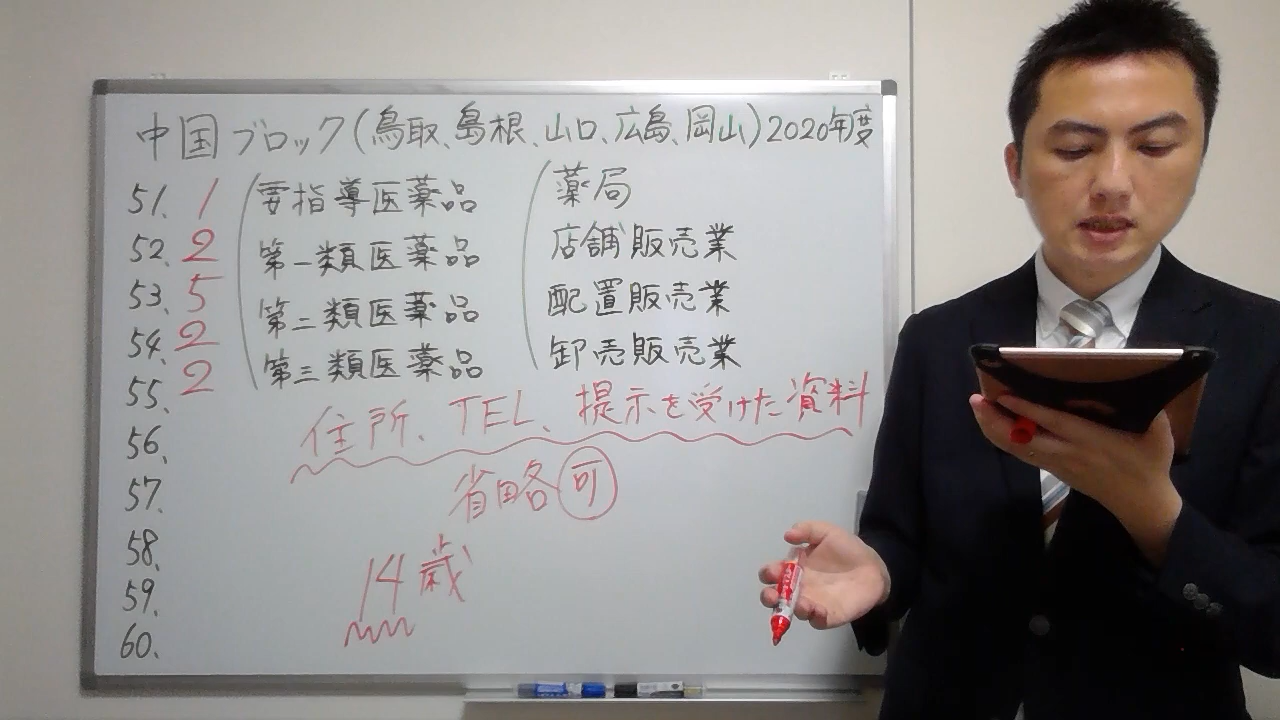 中国ブロック(鳥取、島根、山口、広島、岡山)2020年度
51. 1
52. 2
53. 5
54. 2
55. 2
56.
57.
58.
59.
60.
要指導医薬品
第一類医薬品
第二類医薬品
第三類医薬品
薬局
店舗販売業
配置販売業
卸売販売業
住所、TEL、提示を受けた資料
省略可
14歳